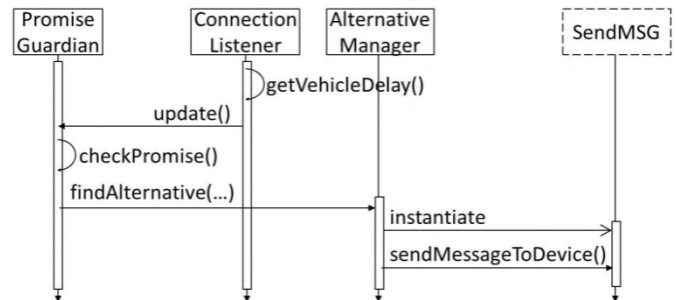 Promise
Guardian
Connection
Listener
Alternative
Manager
SendMSG
getVehicleDelay()
update()
checkPromise()
findAlternative(...)
instantiate
sendMessageToDevice()